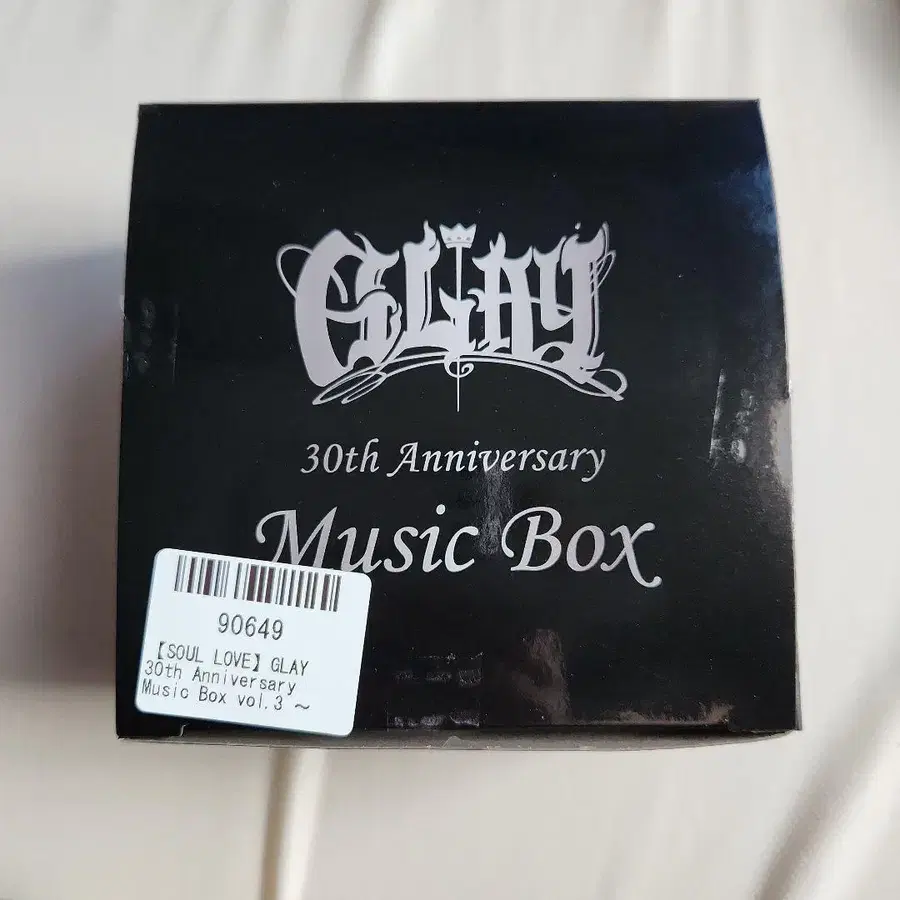 GLAY
30th Anniversary
Music Box
90649
【SOUL LOVE】GLAY
30th Anniversary
Music Box vol.3 ～